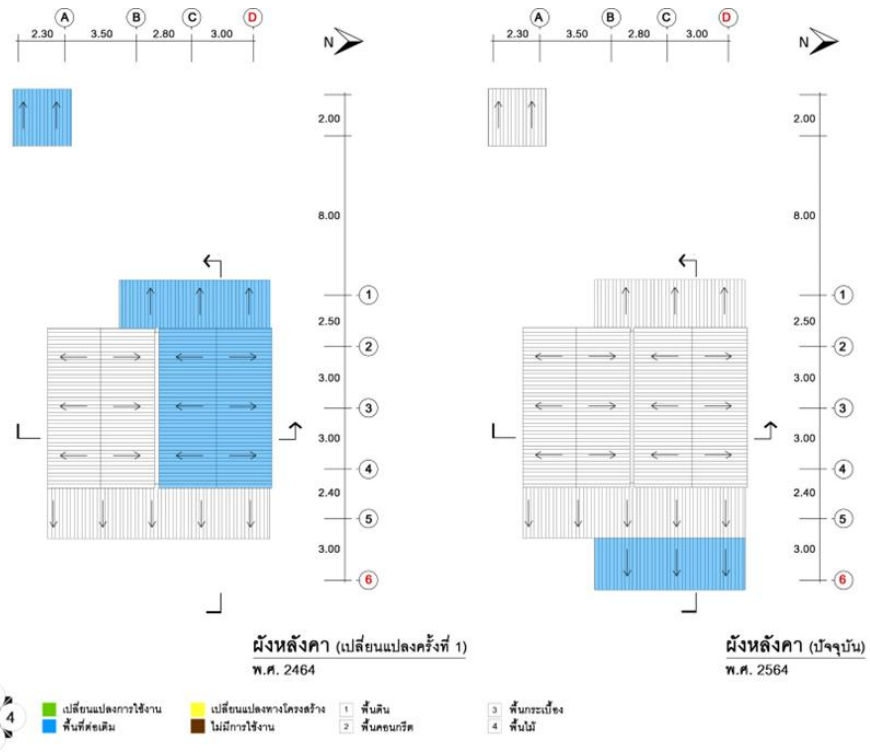 A B C D
2.30 3.50 2.80 3.00
N
2.00
8.00
1
2.50
2
3.00
3
3.00
4
2.40
5
3.00
6
ผังหลังคา (เปลี่ยนแปลงครั้งที่ 1)
พ.ศ. 2464
A B C D
2.30 3.50 2.80 3.00
N
2.00
8.00
1
2.50
2
3.00
3
3.00
4
2.40
5
3.00
6
ผังหลังคา (ปัจจุบัน)
พ.ศ. 2564
4
เปลี่ยนแปลงการใช้งาน เปลี่ยนแปลงทางโครงสร้าง 1 พื้นดิน 3 พื้นกระเบื้อง
พื้นที่ต่อเติม ไม่มีการใช้งาน 2 พื้นคอนกรีต 4 พื้นไม้